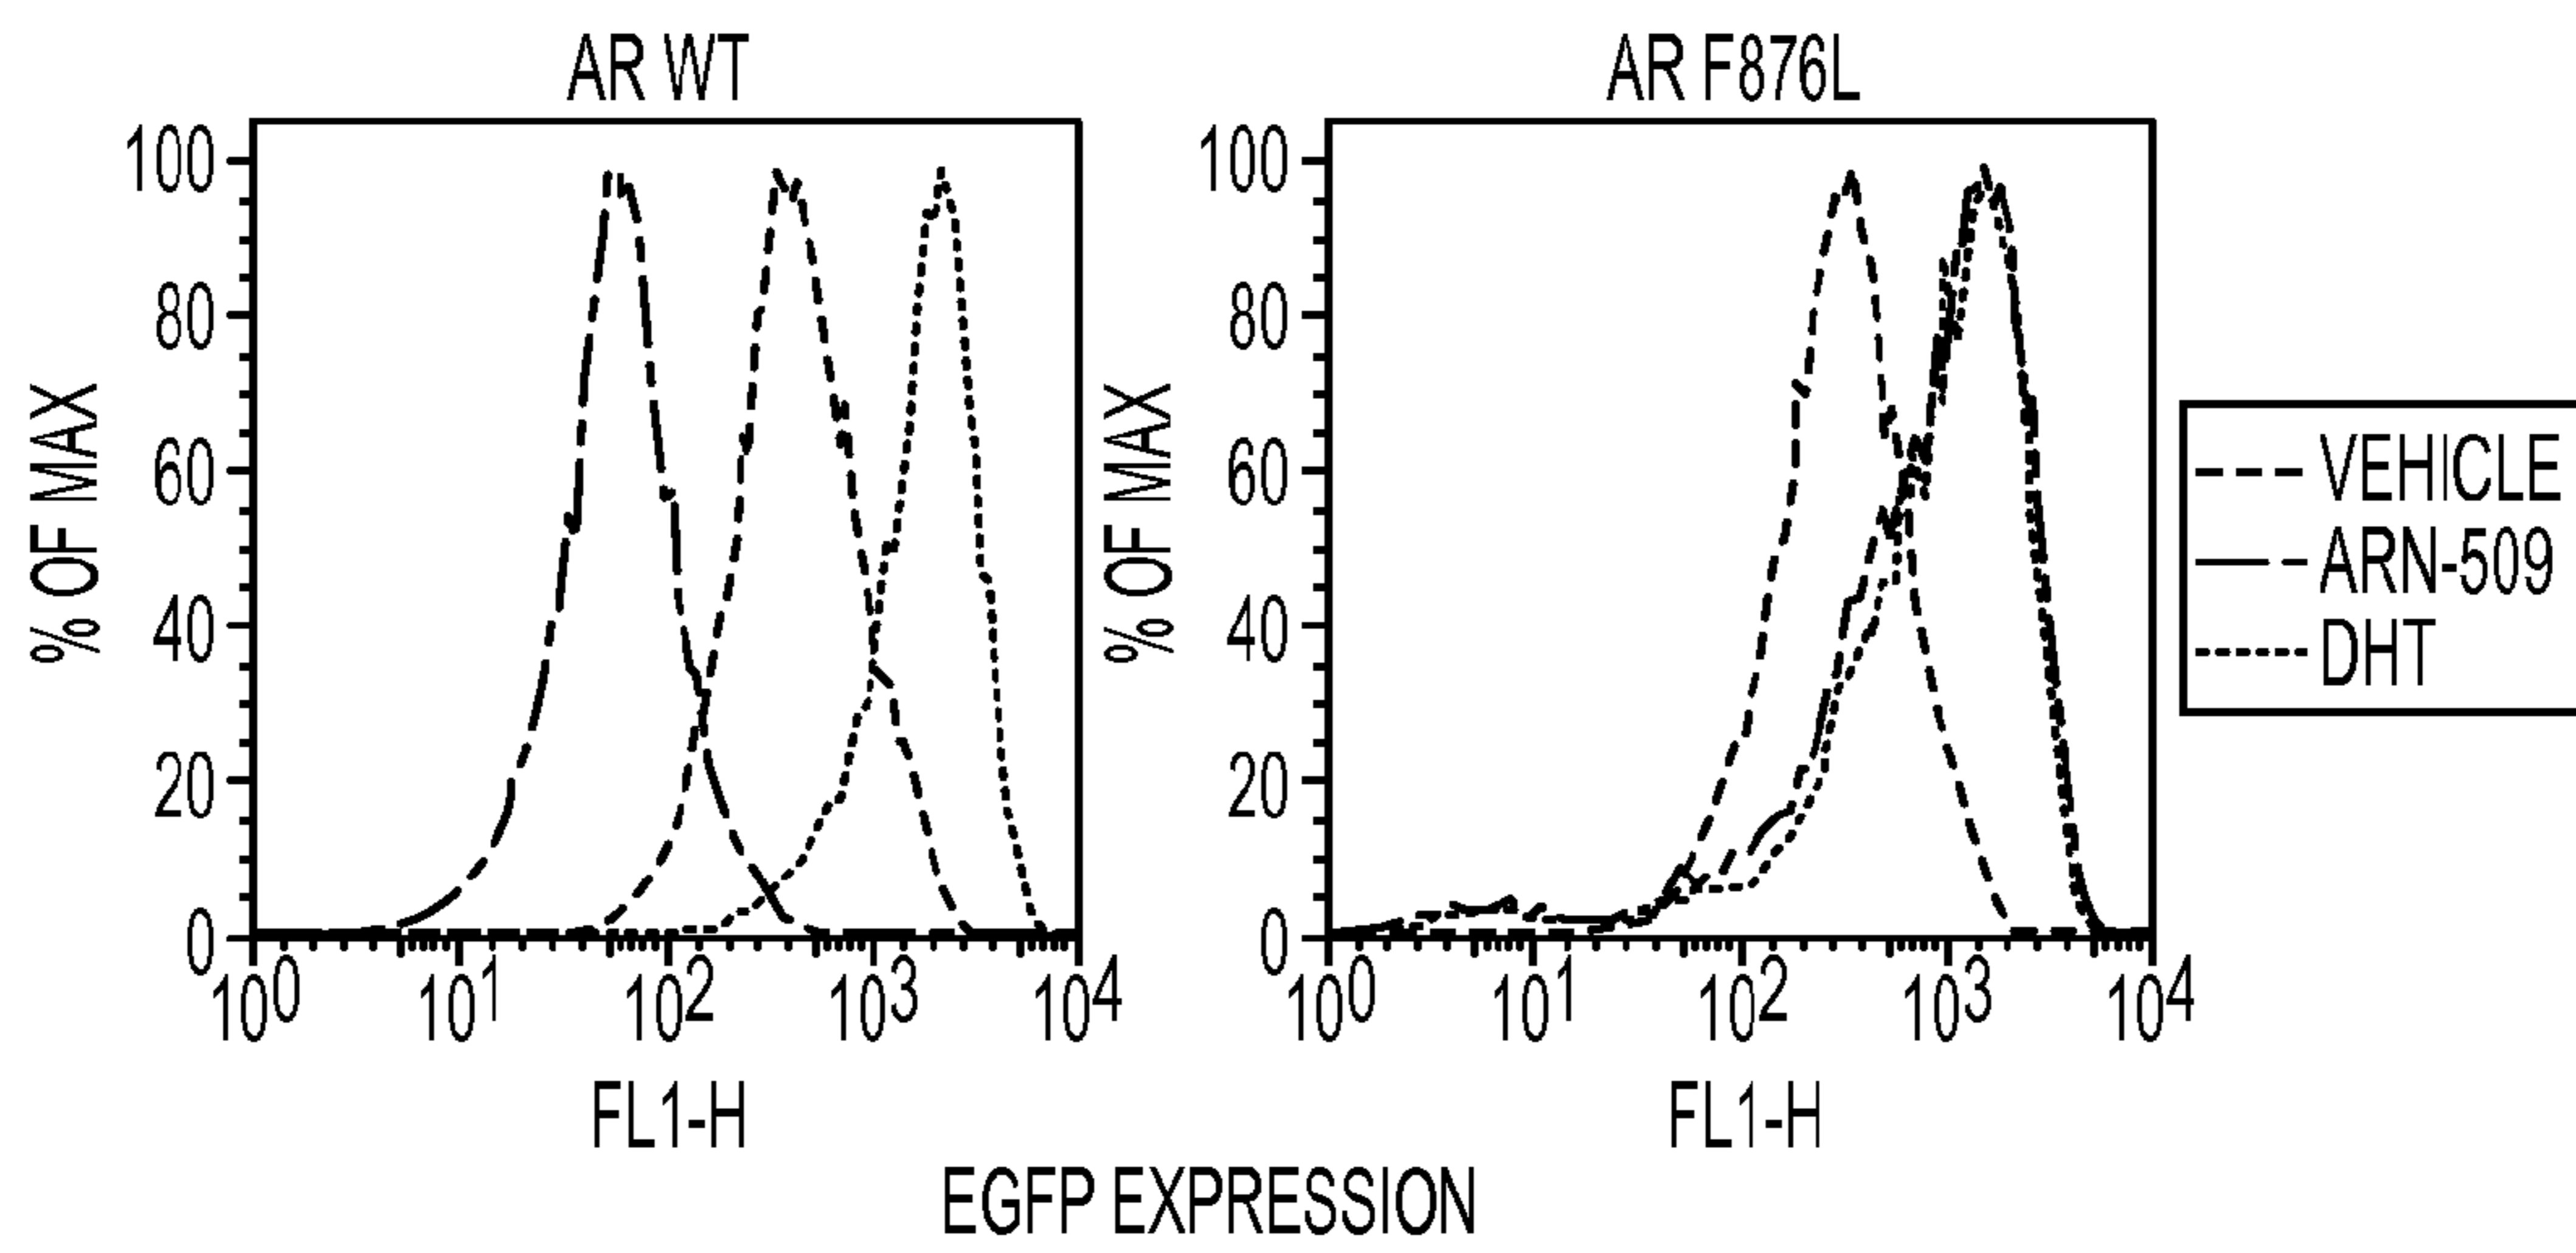 AR WT
% OF MAX
100
80
60
40
20
0
10^0 10^1 10^2 10^3 10^4
FL1-H
AR F876L
% OF MAX
100
80
60
40
20
0
10^0 10^1 10^2 10^3 10^4
FL1-H
VEHICLE
ARN-509
DHT
EGFP EXPRESSION